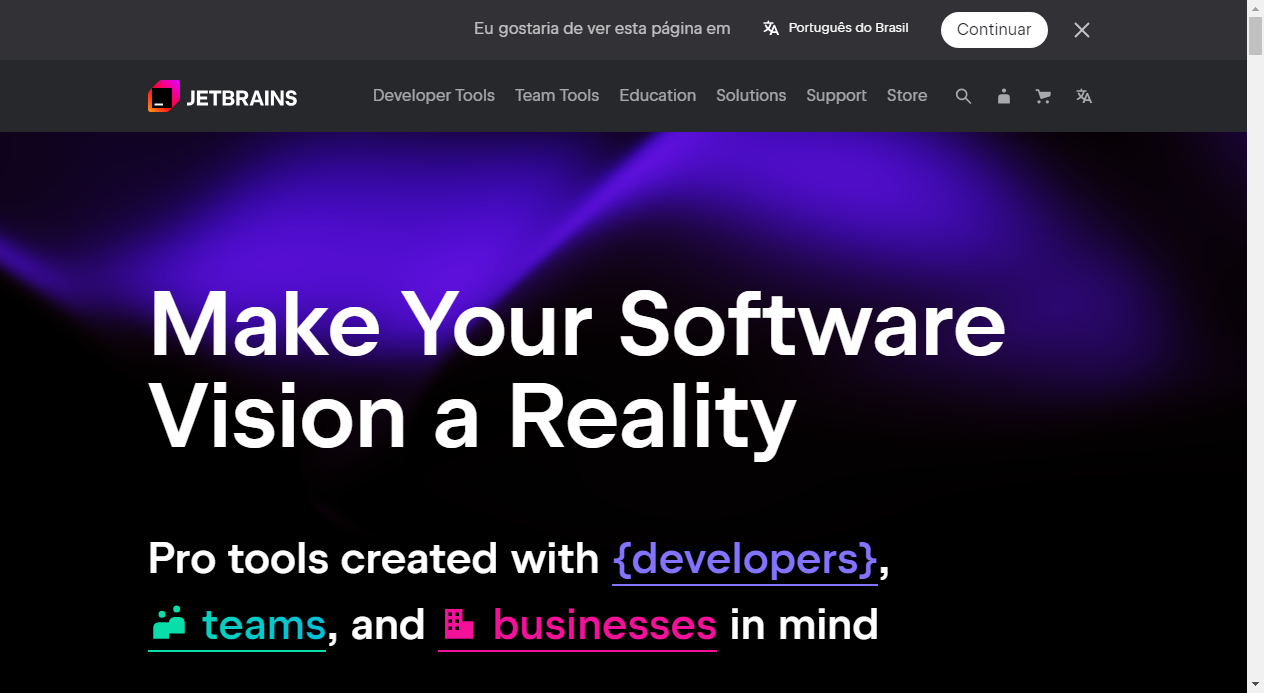 Eu gostaria de ver esta página em Português do Brasil Continuar
JETBRAINS Developer Tools Team Tools Education Solutions Support Store
Make Your Software
Vision a Reality
Pro tools created with {developers},
teams, and businesses in mind